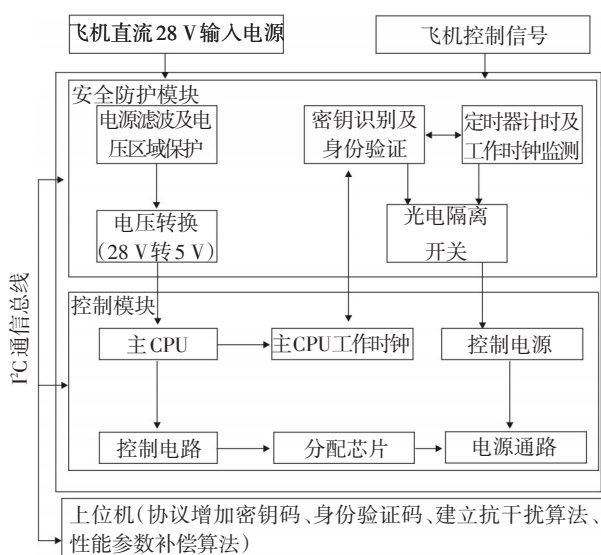 飞机直流28 V输入电源
飞机控制信号
安全防护模块
电源滤波及电
压区域保护
密钥识别及
身份验证
定时器计时及
工作时钟监测
电压转换
(28 V转5 V)
光电隔离
开关
I²C通信总线
控制模块
主CPU
主CPU工作时钟
控制电源
控制电路
分配芯片
电源通路
上位机(协议增加密钥码、身份验证码、建立抗干扰算法、
性能参数补偿算法)